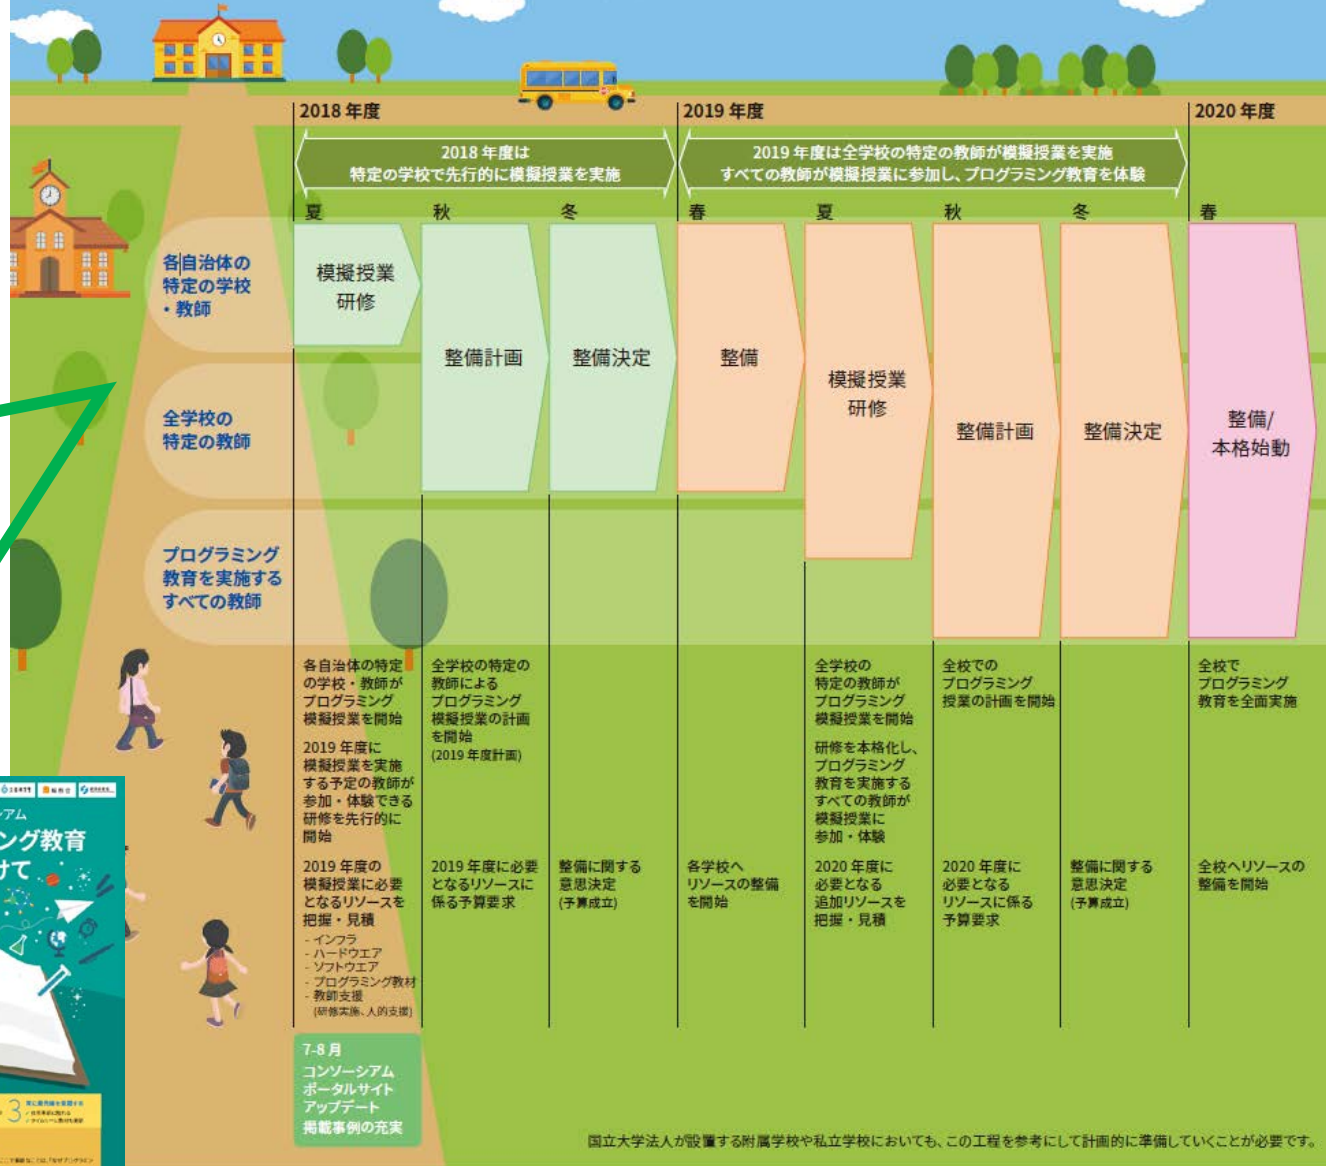 2018 年度
2019 年度
2020 年度
2018 年度は
特定の学校で先行的に模擬授業を実施
2019 年度は全学校の特定の教師が模擬授業を実施
すべての教師が模擬授業に参加し、プログラミング教育を体験
夏
秋
冬
春
夏
秋
冬
春
各自治体の
特定の学校
・教師
全学校の
特定の教師
プログラミング
教育を実施する
すべての教師
模擬授業
研修
整備計画
整備決定
整備
模擬授業
研修
整備計画
整備決定
整備/
本格始動
各自治体の特定
の学校・教師が
プログラミング
模擬授業を開始
2019 年度に
模擬授業を実施
する予定の教師が
参加・体験できる
研修を先行的に
開始
2019 年度の
模擬授業に必要
となるリソースを
把握・見積
- インフラ
- ハードウエア
- ソフトウエア
- プログラミング教材
- 教師支援
(研修実施、人的支援)
全学校の特定の
教師による
プログラミング
模擬授業の計画
を開始
(2019 年度計画)
2019 年度に必要
となるリソースに
係る予算要求
整備に関する
意思決定
(予算成立)
各学校へ
リソースの整備
を開始
全学校の
特定の教師が
プログラミング
模擬授業を開始
研修を本格化し、
プログラミング
教育を実施する
すべての教師が
模擬授業に
参加・体験
2020 年度に
必要となる
追加リソースを
把握・見積
全校での
プログラミング
授業の計画を開始
2020 年度に
必要となる
リソースに係る
予算要求
整備に関する
意思決定
(予算成立)
全校で
プログラミング
教育を全面実施
全校へリソースの
整備を開始
7-8 月
コンソーシアム
ポータルサイト
アップデート
掲載事例の充実
国立大学法人が設置する附属学校や私立学校においても、この工程を参考にして計画的に準備していくことが必要です。
シアム
ング教育
けて
3